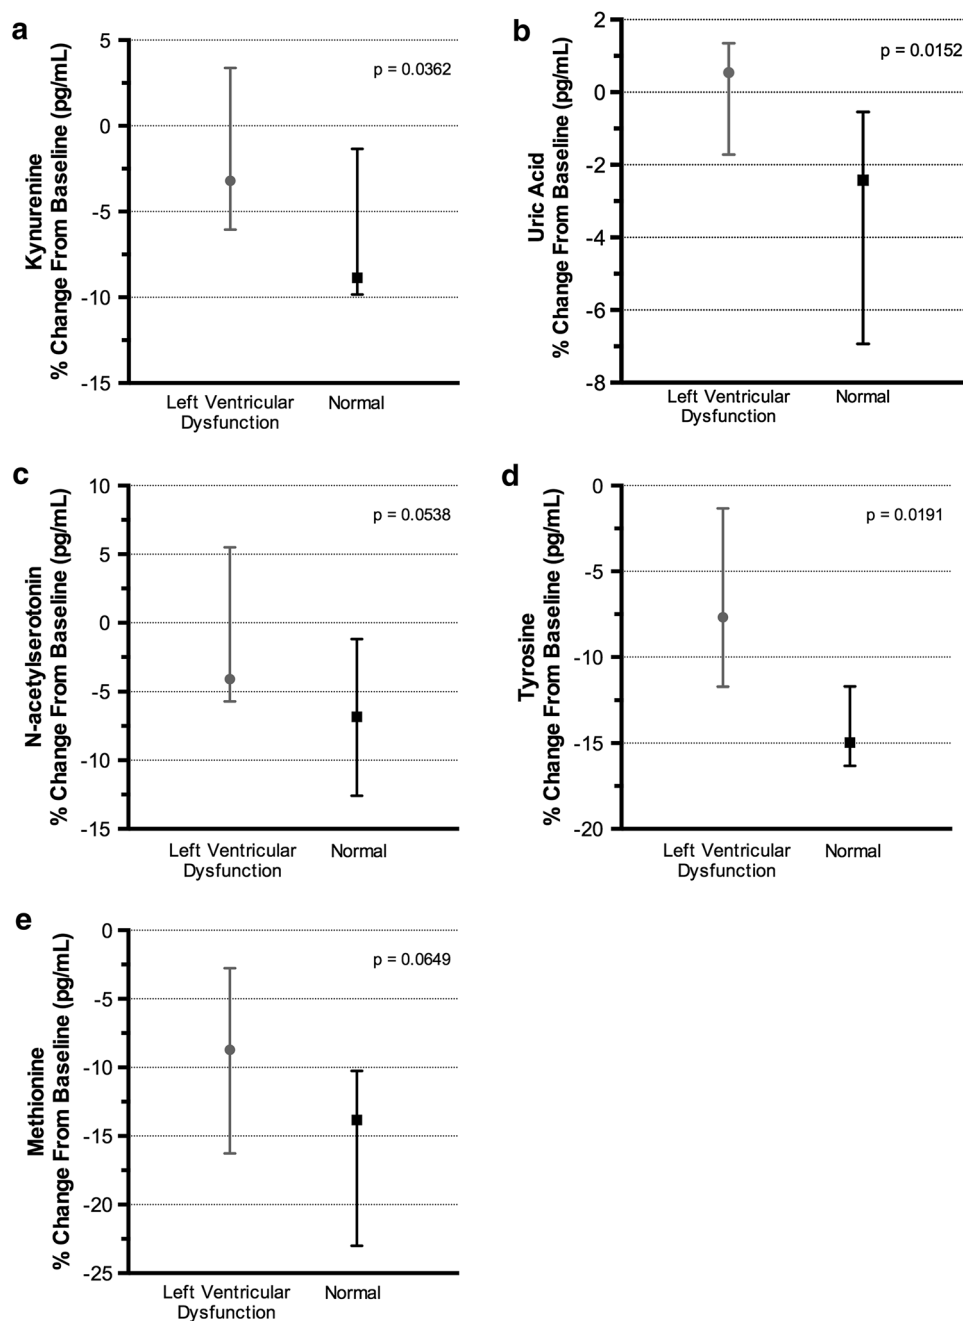 a
Kynurenine
% Change From Baseline (pg/mL)
5
0
-5
-10
-15
p = 0.0362
Left Ventricular
Dysfunction
Normal
b
Uric Acid
% Change From Baseline (pg/mL)
2
0
-2
-4
-6
-8
p = 0.0152
Left Ventricular
Dysfunction
Normal
c
N-acetylserotonin
% Change From Baseline (pg/mL)
10
5
0
-5
-10
-15
p = 0.0538
Left Ventricular
Dysfunction
Normal
d
Tyrosine
% Change From Baseline (pg/mL)
0
-5
-10
-15
-20
p = 0.0191
Left Ventricular
Dysfunction
Normal
e
Methionine
% Change From Baseline (pg/mL)
0
-5
-10
-15
-20
-25
p = 0.0649
Left Ventricular
Dysfunction
Normal